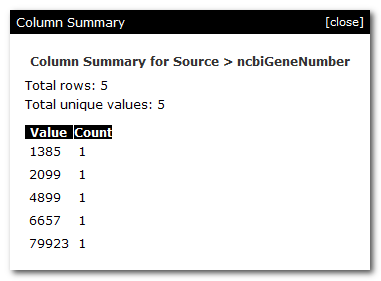 Column Summary [close]
Column Summary for Source > ncbiGeneNumber
Total rows: 5
Total unique values: 5
Value Count
1385 1
2099 1
4899 1
6657 1
79923 1